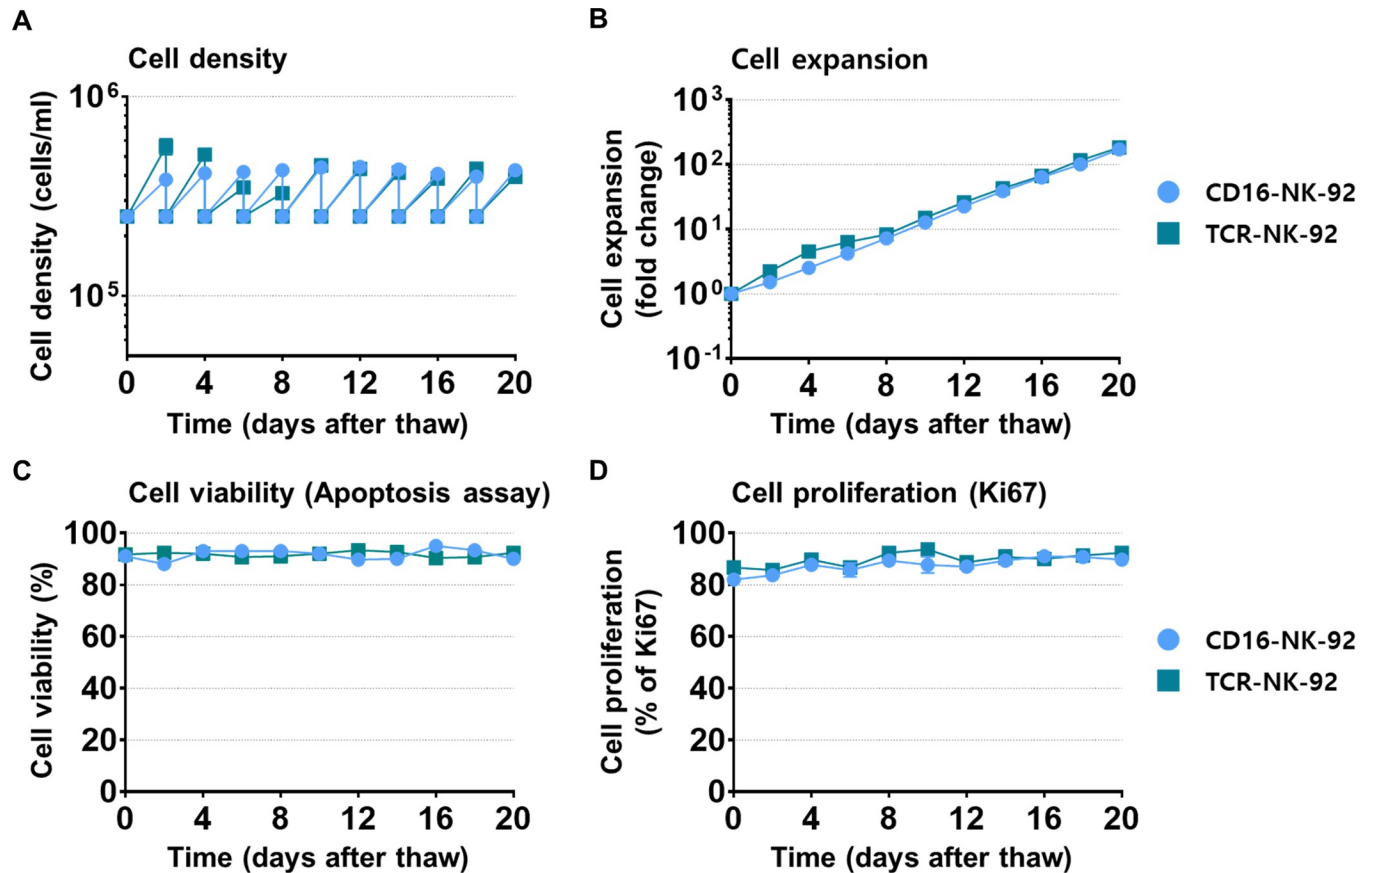 A
B
Cell density
Cell expansion
Cell density (cells/ml)
10^6
10^5
0 4 8 12 16 20
Time (days after thaw)
Cell expansion
(fold change)
10^3
10^2
10^1
10^0
10^-1
0 4 8 12 16 20
Time (days after thaw)
CD16-NK-92
TCR-NK-92
C
D
Cell viability (Apoptosis assay)
Cell proliferation (Ki67)
Cell viability (%)
100
80
60
40
20
0
0 4 8 12 16 20
Time (days after thaw)
Cell proliferation
(% of Ki67)
100
80
60
40
20
0
0 4 8 12 16 20
Time (days after thaw)
CD16-NK-92
TCR-NK-92